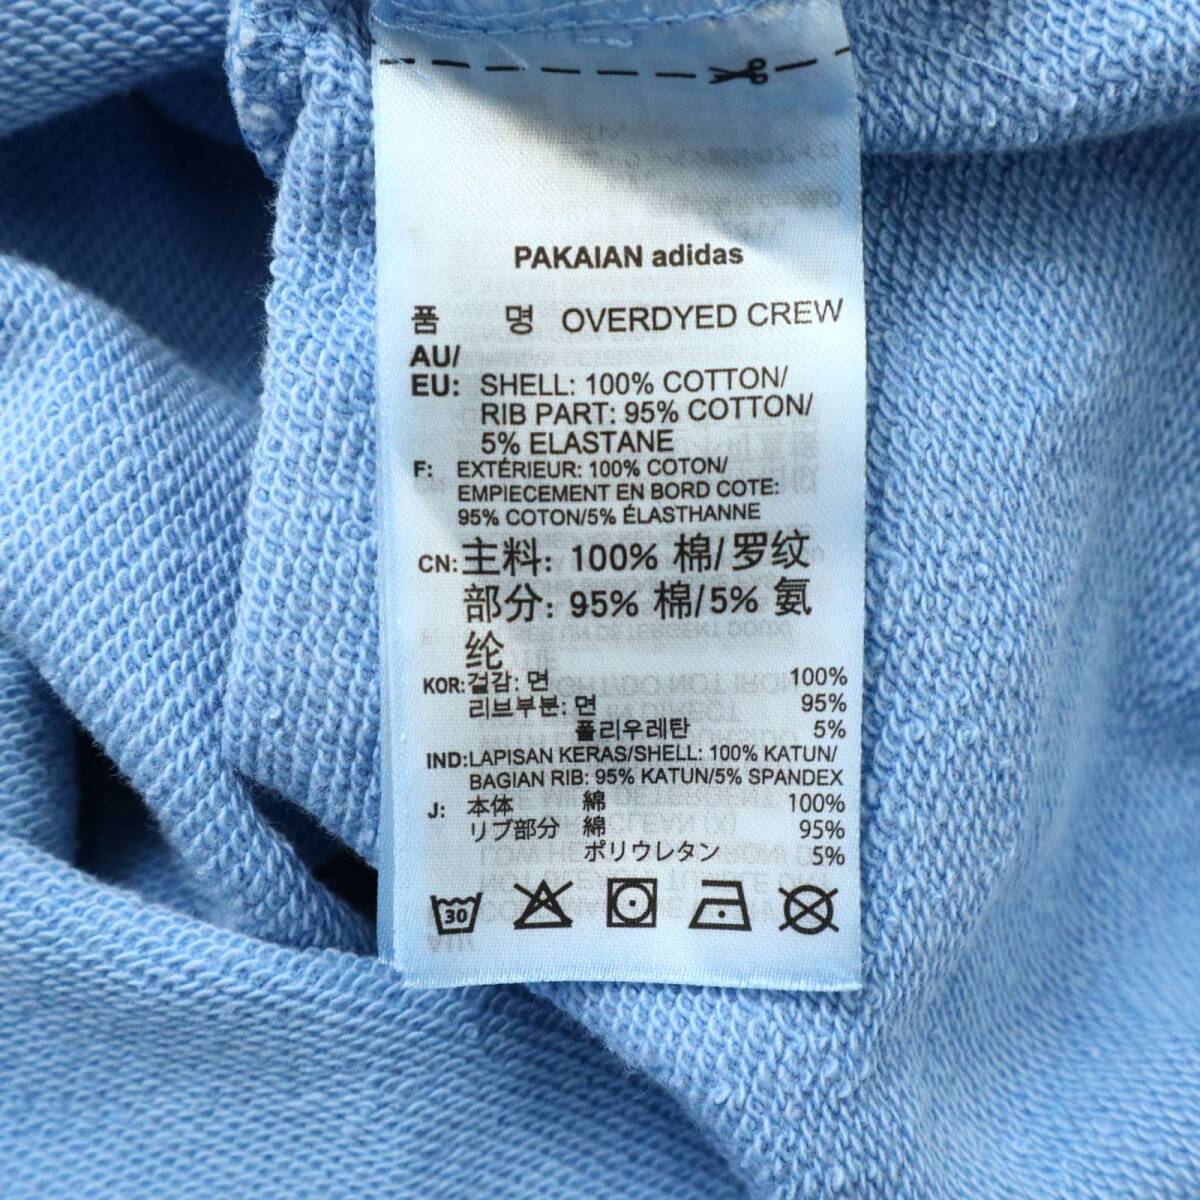 PAKAIAN adidas
품 명 OVERDYED CREW
AU/
EU: SHELL: 100% COTTON/
RIB PART: 95% COTTON/
5% ELASTANE
F: EXTÉRIEUR: 100% COTON/
EMPIECEMENT EN BORD COTE:
95% COTON/5% ÉLASTHANNE
CN: 主料: 100% 棉/罗纹
部分: 95% 棉/5% 氨
纶
KOR: 겉감: 면 100%
리브부분: 면 95%
폴리우레탄 5%
IND: LAPISAN KERAS/SHELL: 100% KATUN/
BAGIAN RIB: 95% KATUN/5% SPANDEX
J: 本体 綿 100%
リブ部分 綿 95%
ポリウレタン 5%
30